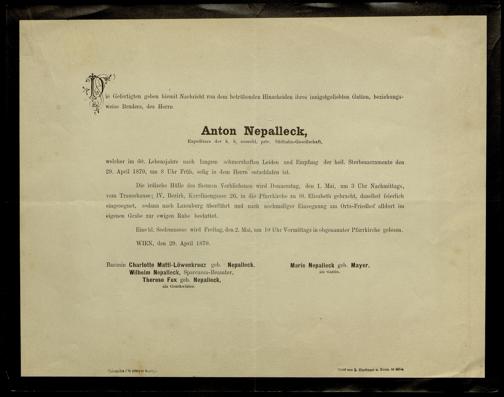 Die Gefertigten geben hiemit Nachricht von dem betrübenden Hinscheiden ihres innigstgeliebten Gatten, beziehungs-
weise Bruders, des Herrn
Anton Nepalleck,
Expeditors der k. k. ausschl. priv. Südbahn-Gesellschaft,
welcher im 60. Lebensjahre nach langem schmerzhaften Leiden und Empfang der heil. Sterbesacramente den
29. April 1879, um 8 Uhr Früh, selig in dem Herrn entschlafen ist.
Die irdische Hülle des theuren Verblichenen wird Donnerstag, den 1. Mai, um 3 Uhr Nachmittags,
vom Trauerhause: IV. Bezirk, Karolinengasse 26, in die Pfarrkirche zu St. Elisabeth gebracht, daselbst feierlich
eingesegnet, sodann nach Laxenburg überführt und nach nochmaliger Einsegnung am Orts-Friedhof alldort im
eigenen Grabe zur ewigen Ruhe bestattet.
Eine hl. Seelenmesse wird Freitag, den 2. Mai, um 10 Uhr Vormittags in obgenannter Pfarrkirche gelesen.
WIEN, den 29. April 1879.
Baronin Charlotte Mattl-Löwenkreuz geb. Nepalleck,
Wilhelm Nepalleck, Sparcassa-Beamter,
Therese Fux geb. Nepalleck,
als Geschwister.
Marie Nepalleck geb. Mayer,
als Gattin.